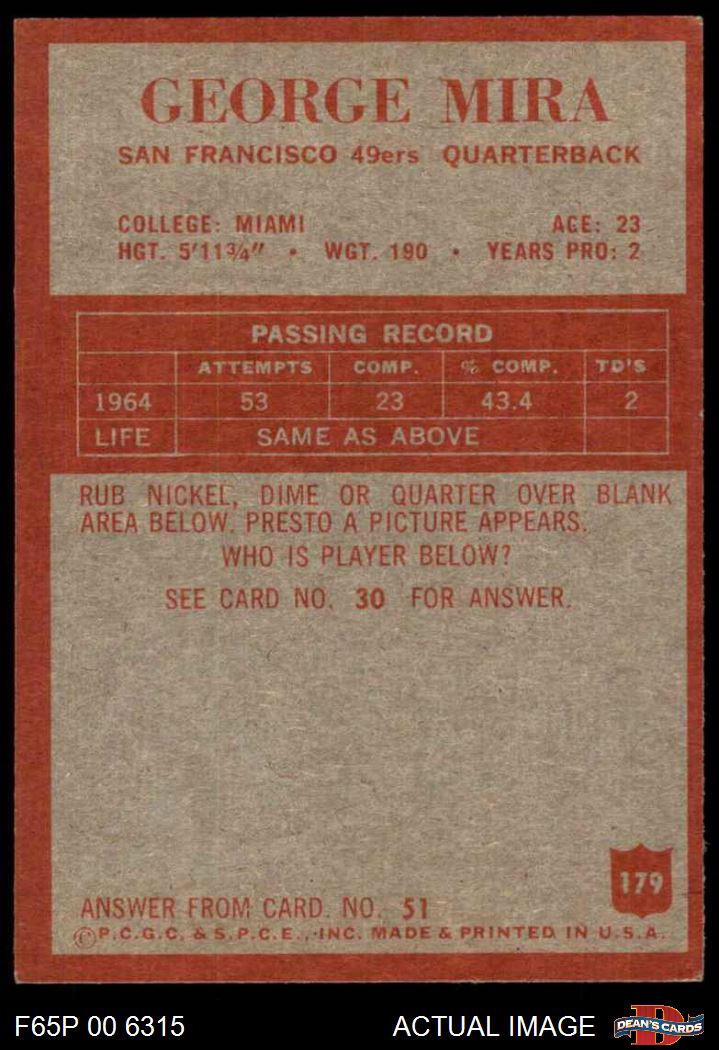 GEORGE MIRA
SAN FRANCISCO 49ers QUARTERBACK
COLLEGE: MIAMI AGE: 23
HGT. 5'11¾" • WGT. 190 • YEARS PRO: 2
PASSING RECORD
ATTEMPTS COMP. % COMP. TD'S
1964 53 23 43.4 2
LIFE SAME AS ABOVE
RUB NICKEL, DIME OR QUARTER OVER BLANK
AREA BELOW. PRESTO A PICTURE APPEARS.
WHO IS PLAYER BELOW?
SEE CARD NO. 30 FOR ANSWER.
179
ANSWER FROM CARD. NO. 51
© P.C.G.C. & S.P.C.E., INC. MADE & PRINTED IN U.S.A.
F65P 00 6315 ACTUAL IMAGE D DEAN'S CARDS